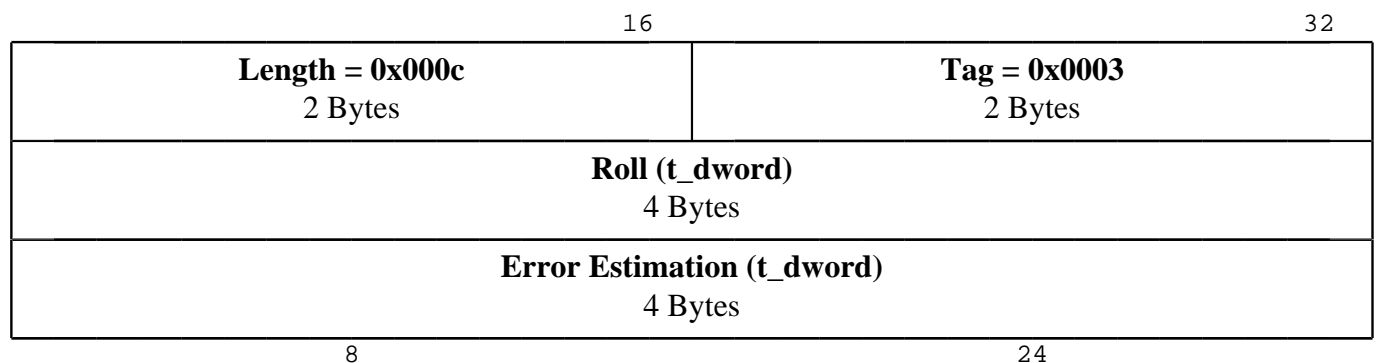 16 32
Length = 0x000c Tag = 0x0003
2 Bytes 2 Bytes
Roll (t_dword)
4 Bytes
Error Estimation (t_dword)
4 Bytes
8 24